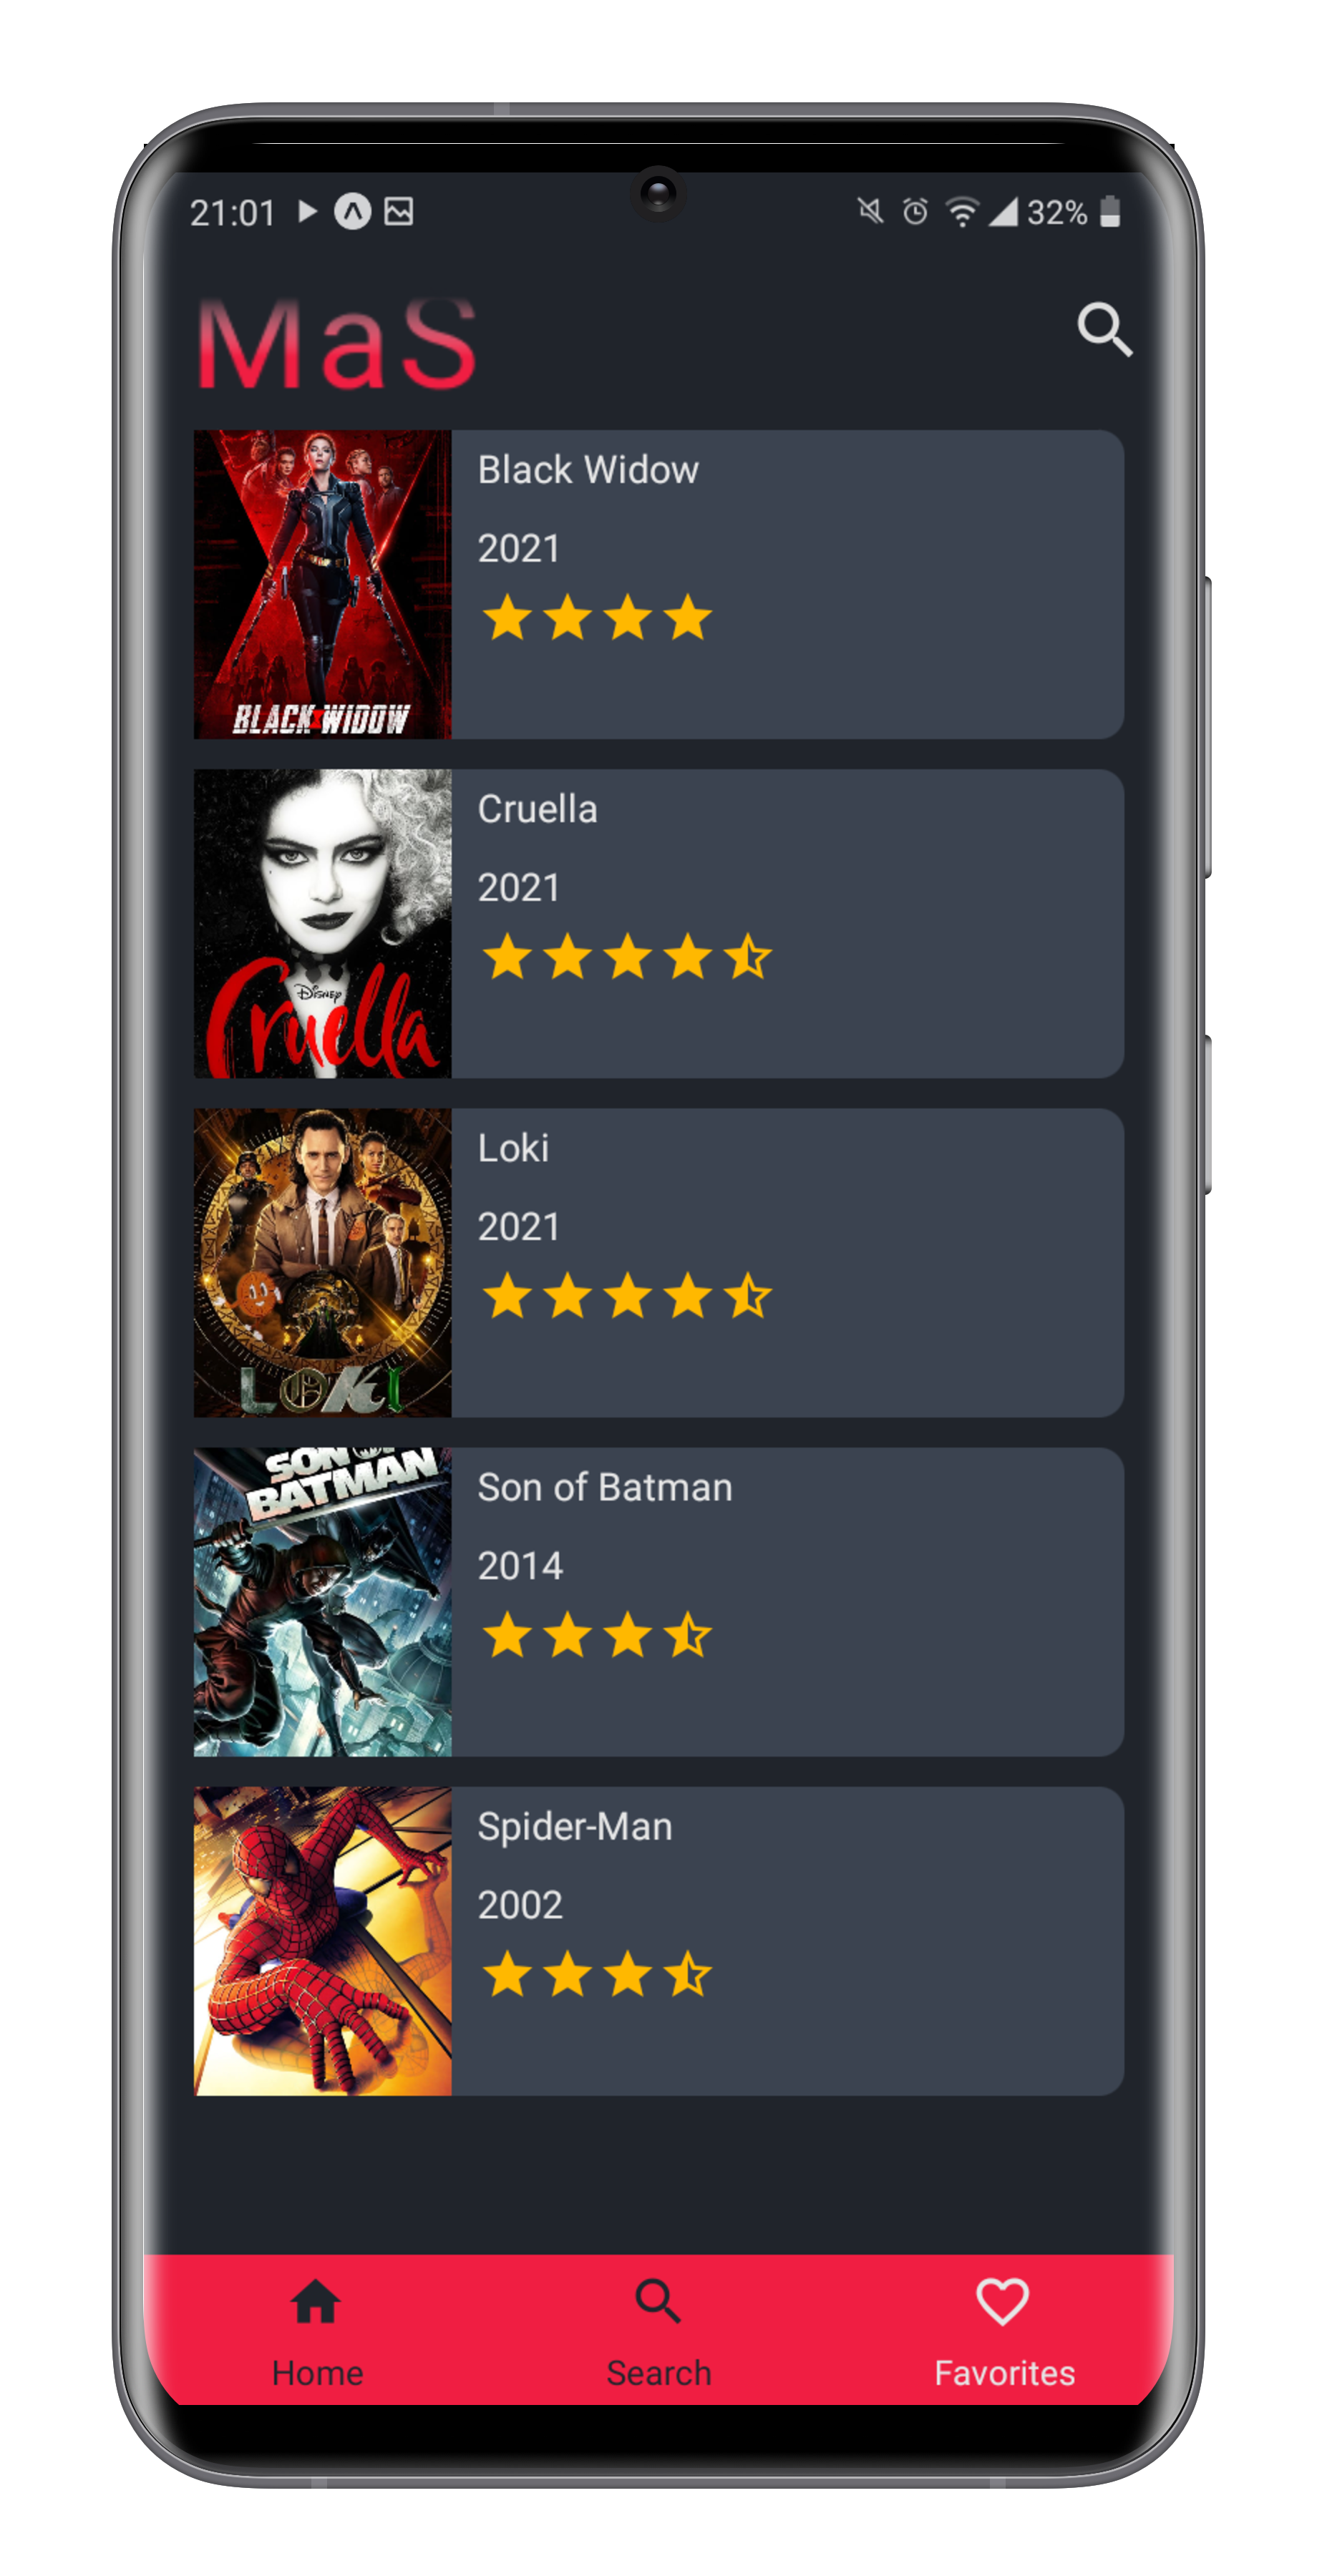 21:01 32%
MaS
BLACK WIDOW
Black Widow
2021
DISNEY
Cruella
Cruella
2021
LOKI
Loki
2021
SON OF
BATMAN
Son of Batman
2014
Spider-Man
2002
Home
Search
Favorites